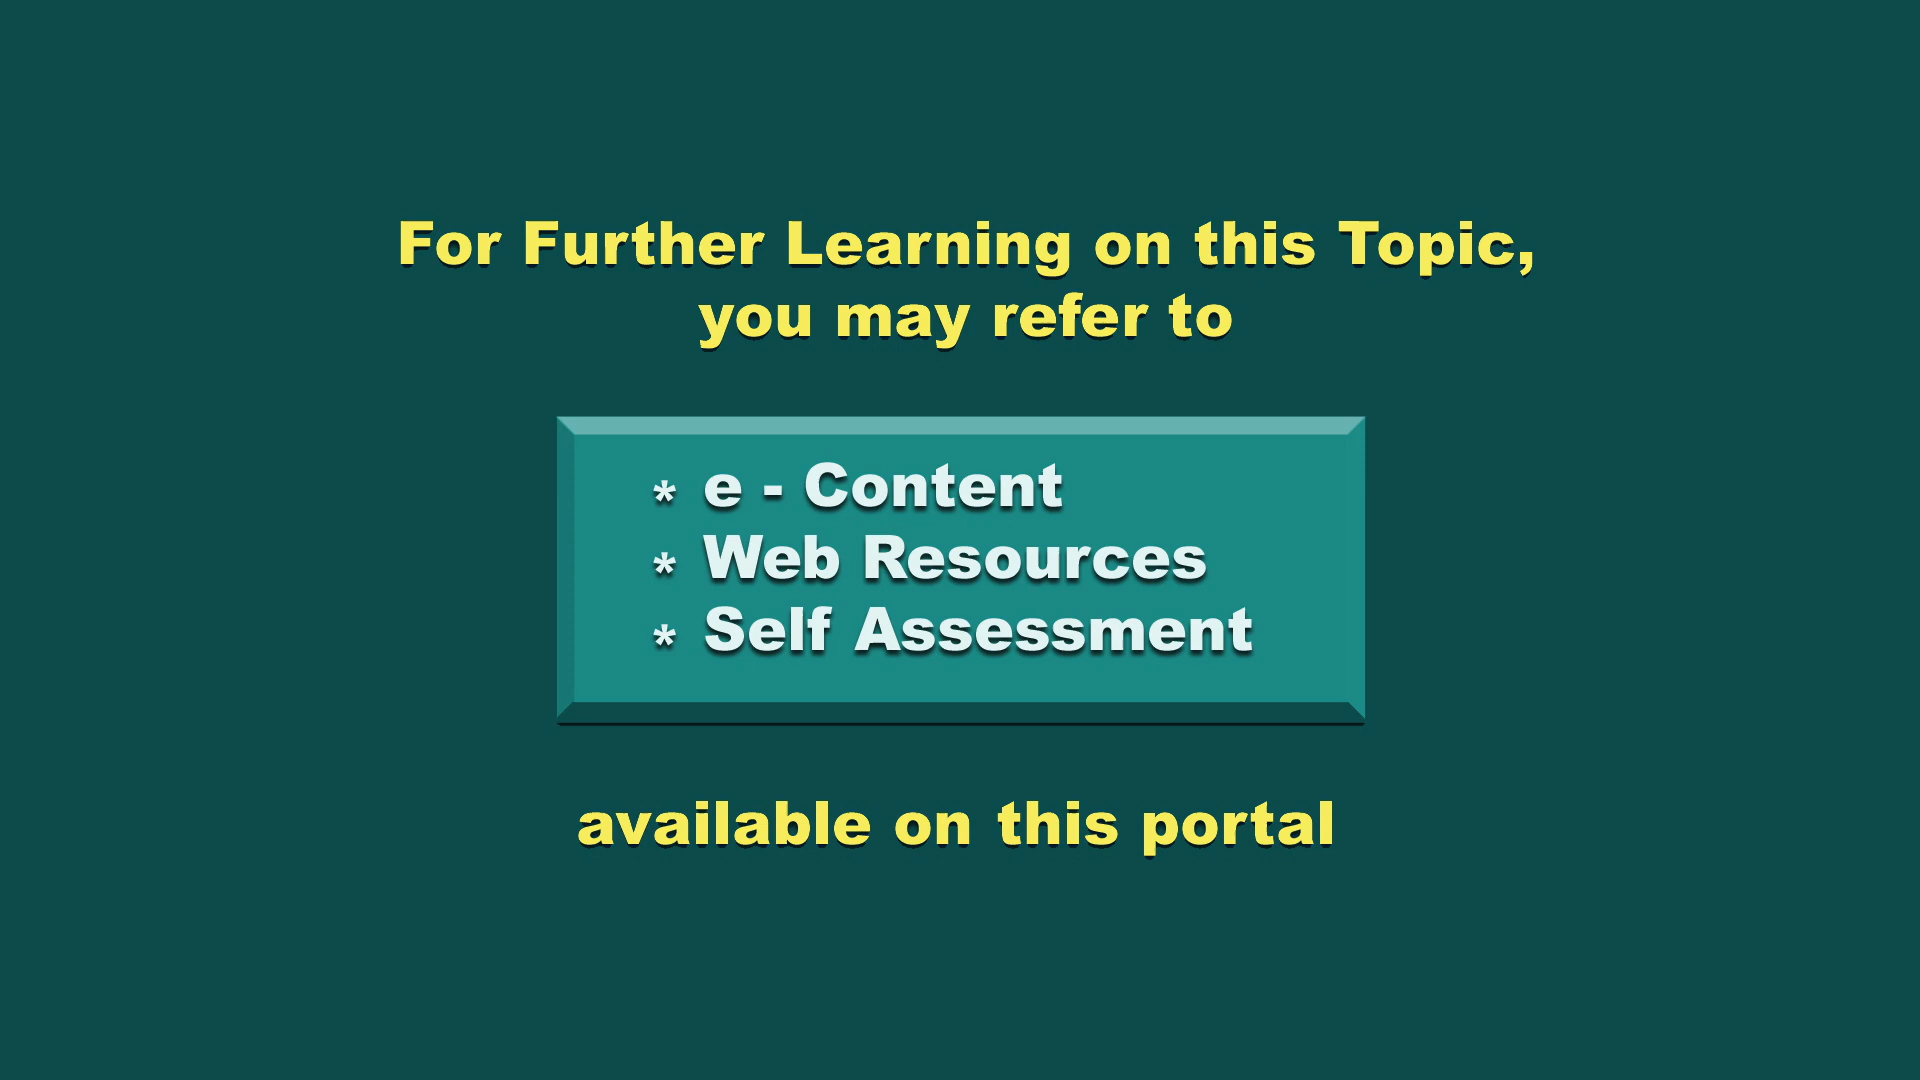 For Further Learning on this Topic,
you may refer to
* e - Content
* Web Resources
* Self Assessment
available on this portal